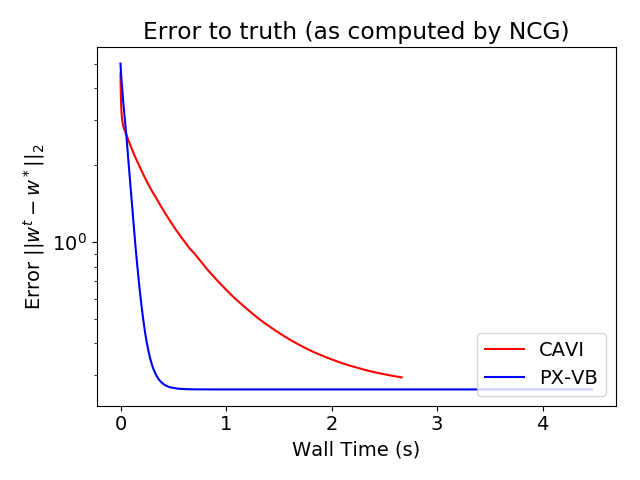 Error to truth (as computed by NCG)
Error ||w^t − w^*||_2
10^0
CAVI
PX-VB
0 1 2 3 4
Wall Time (s)